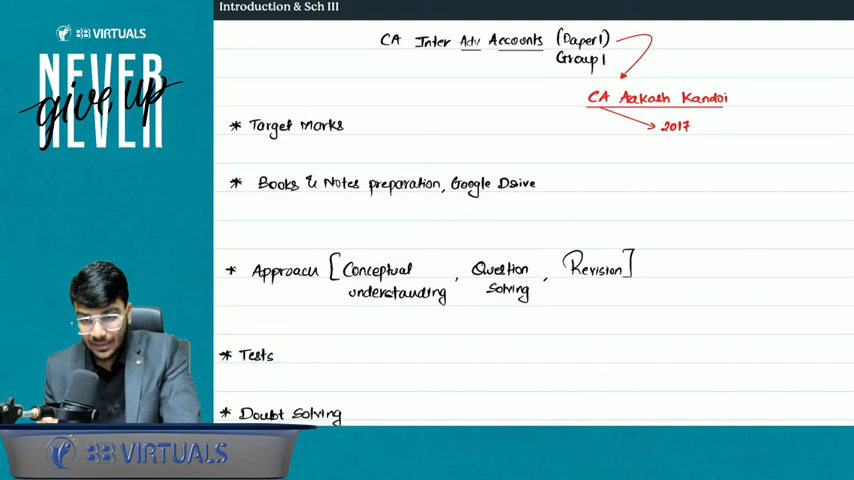 Introduction & Sch III
BB VIRTUALS
NEVER
give up
NEVER
CA Inter Adv Accounts (Paper 1)
Group 1
CA Aakash Kandoi
2017
* Target Marks
* Books & Notes preparation, Google Drive
* Approach [Conceptual understanding, Question Solving, Revision]
* Tests
* Doubt Solving
BB VIRTUALS